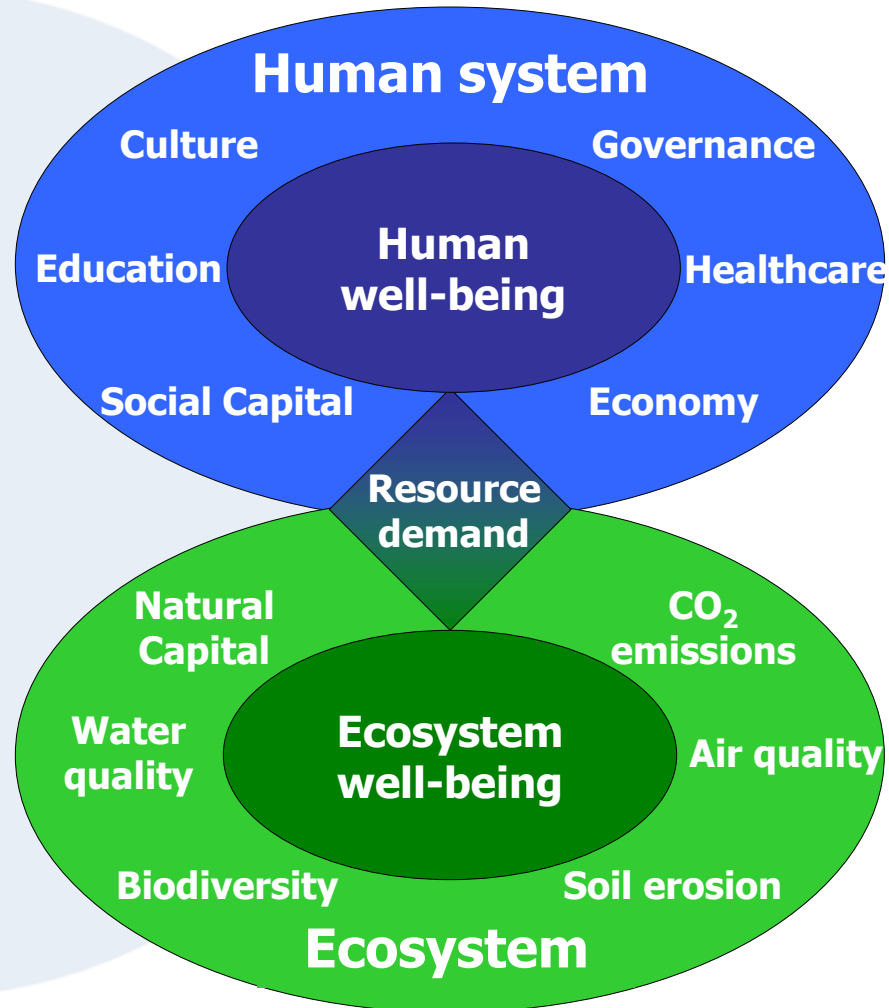 Human system
Culture
Governance
Human
well-being
Education
Healthcare
Social Capital
Economy
Resource
demand
Natural
Capital
CO₂
emissions
Water
quality
Ecosystem
well-being
Air quality
Biodiversity
Soil erosion
Ecosystem